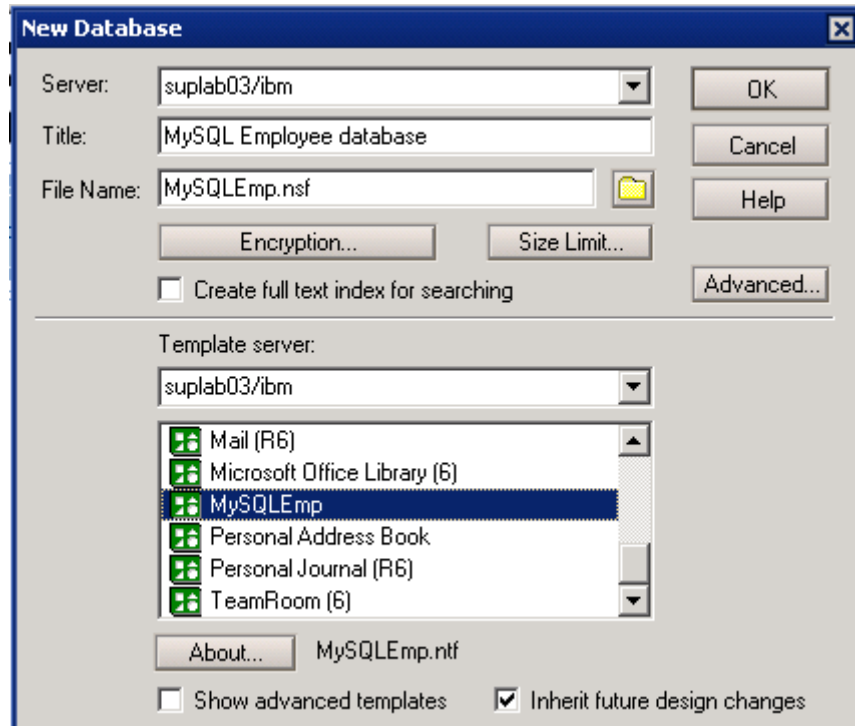 New Database
Server: suplab03/ibm OK
Title: MySQL Employee database Cancel
File Name: MySQLEmp.nsf Help
Encryption... Size Limit...
Create full text index for searching Advanced...
Template server:
suplab03/ibm
Mail (R6)
Microsoft Office Library (6)
MySQLEmp
Personal Address Book
Personal Journal (R6)
TeamRoom (6)
About... MySQLEmp.ntf
Show advanced templates Inherit future design changes